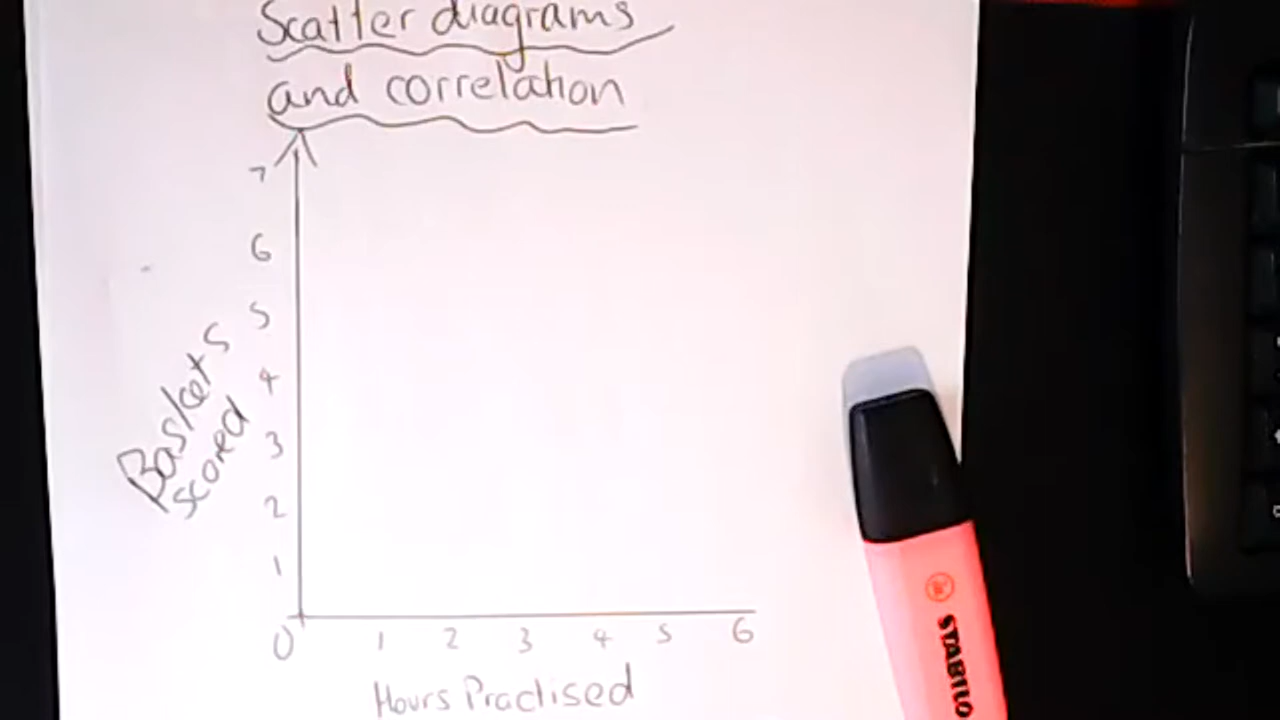 Scatter diagrams
and correlation
7
6
5
4
3
2
1
Baskets
scored
0 1 2 3 4 5 6
Hours Practised
STABILO